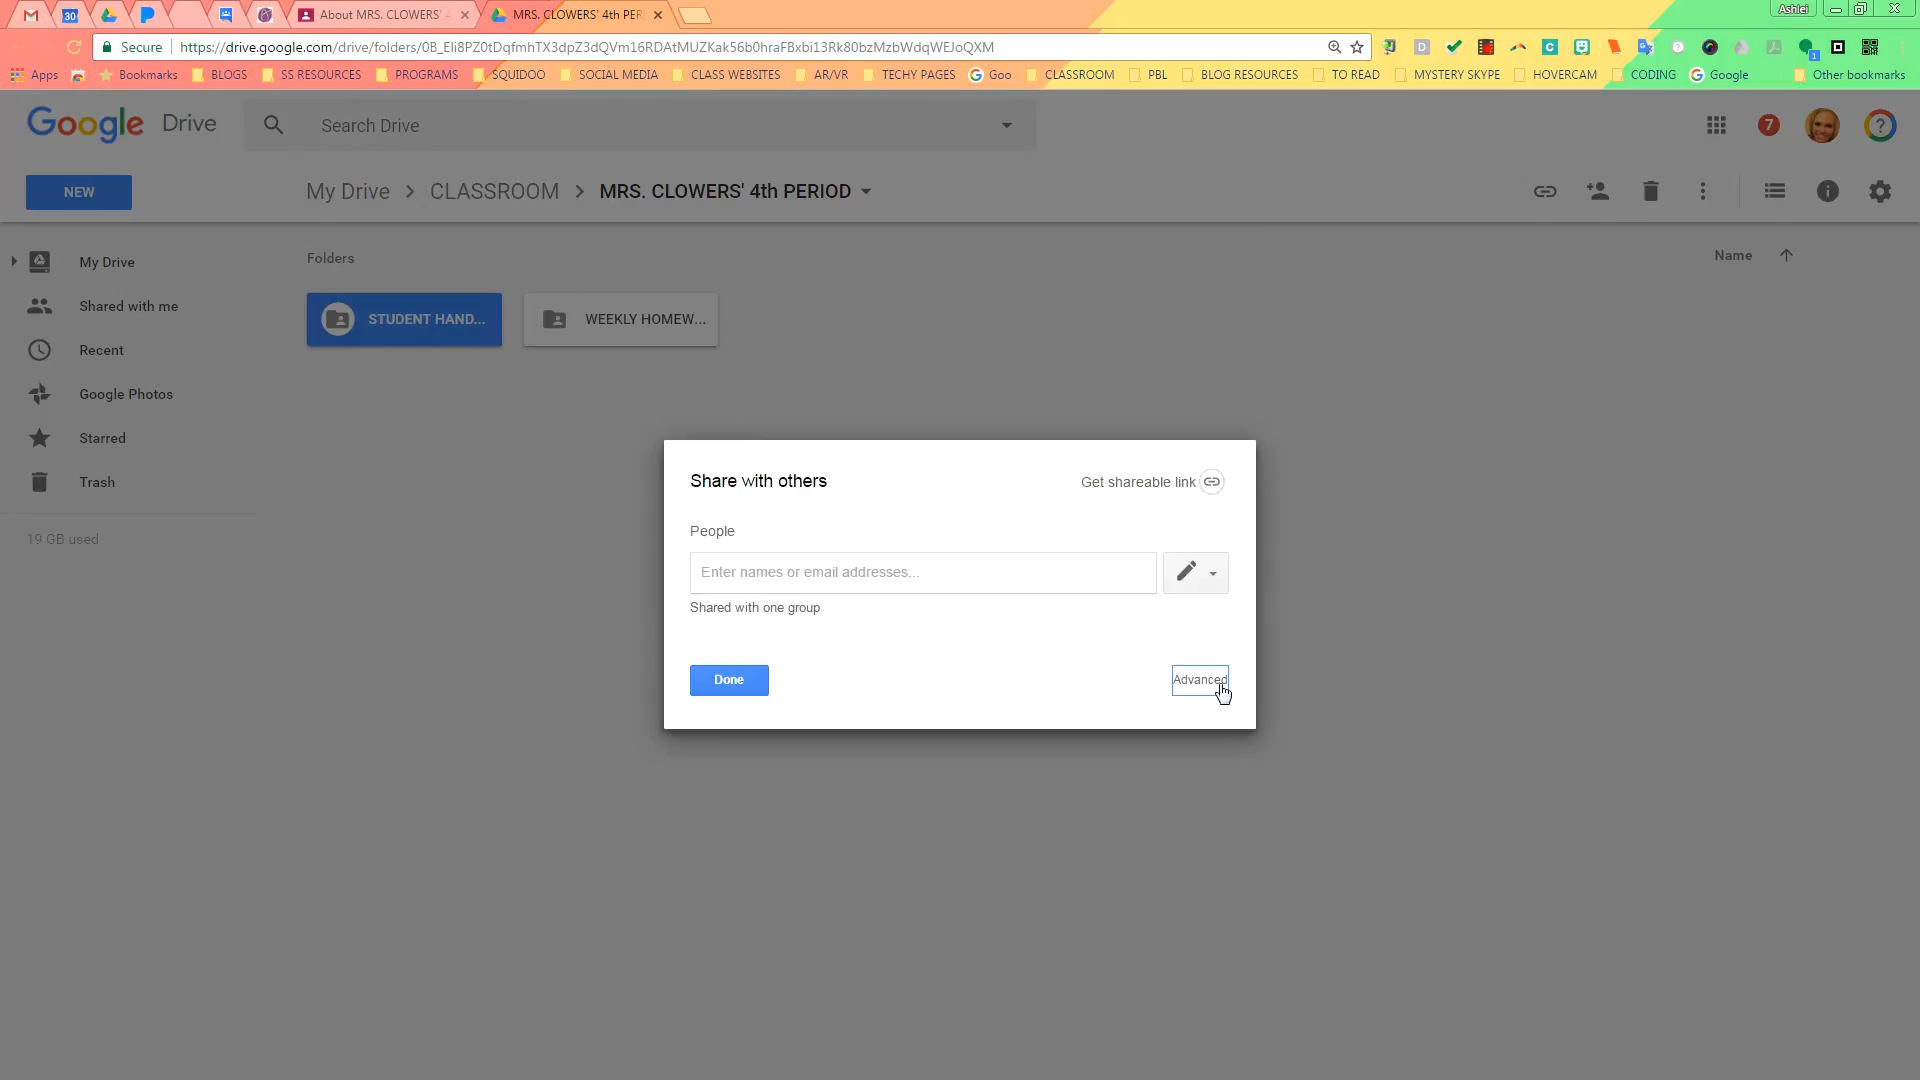 30
About MRS. CLOWERS' 4
MRS. CLOWERS' 4th PER
Ashlei
Secure
https://drive.google.com/drive/folders/0B_Eli8PZ0tDqfmhTX3dpZ3dQVm16RDAtMUZKak56b0hraFBxbi13Rk80bzMzbWdqWEJoQXM
Apps
Bookmarks
BLOGS
SS RESOURCES
PROGRAMS
SQUIDOO
SOCIAL MEDIA
CLASS WEBSITES
AR/VR
TECHY PAGES
Goo
CLASSROOM
PBL
BLOG RESOURCES
TO READ
MYSTERY SKYPE
HOVERCAM
CODING
Google
Other bookmarks
Google Drive
Search Drive
7
NEW
My Drive > CLASSROOM > MRS. CLOWERS' 4th PERIOD
My Drive
Shared with me
Recent
Google Photos
Starred
Trash
19 GB used
Folders
Name
STUDENT HAND...
WEEKLY HOMEW...
Share with others
Get shareable link
People
Enter names or email addresses...
Shared with one group
Done
Advanced